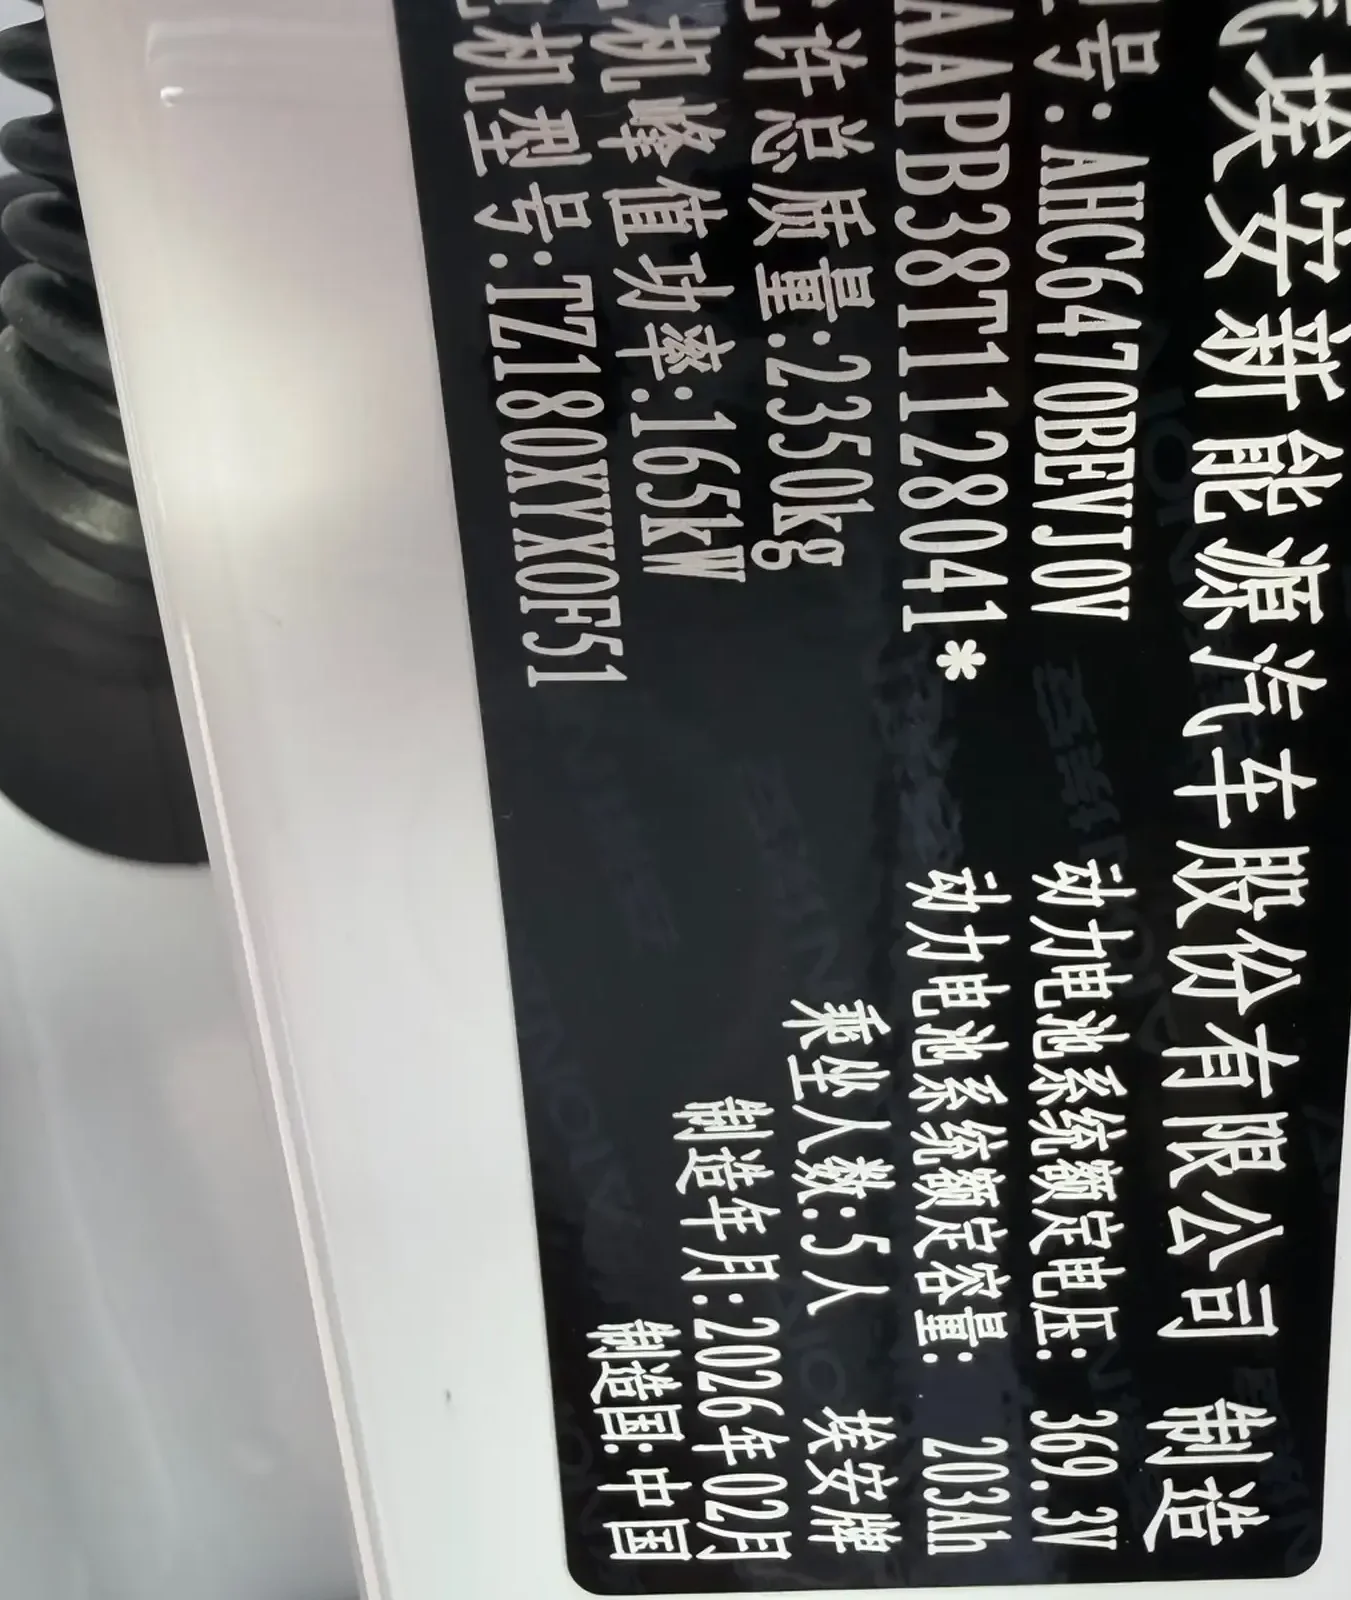 汽埃安新能源汽车股份有限公司 制造
号:AHC6470BEVJ0V 动力电池系统额定电压: 369.3V
AAPB38T1128041* 动力电池系统额定容量: 203Ah
许总质量:2350kg 乘坐人数:5人 埃安牌
机峰值功率:165kW 制造年月:2026年02月
机型号:TZ180XYX0F51 制造国:中国